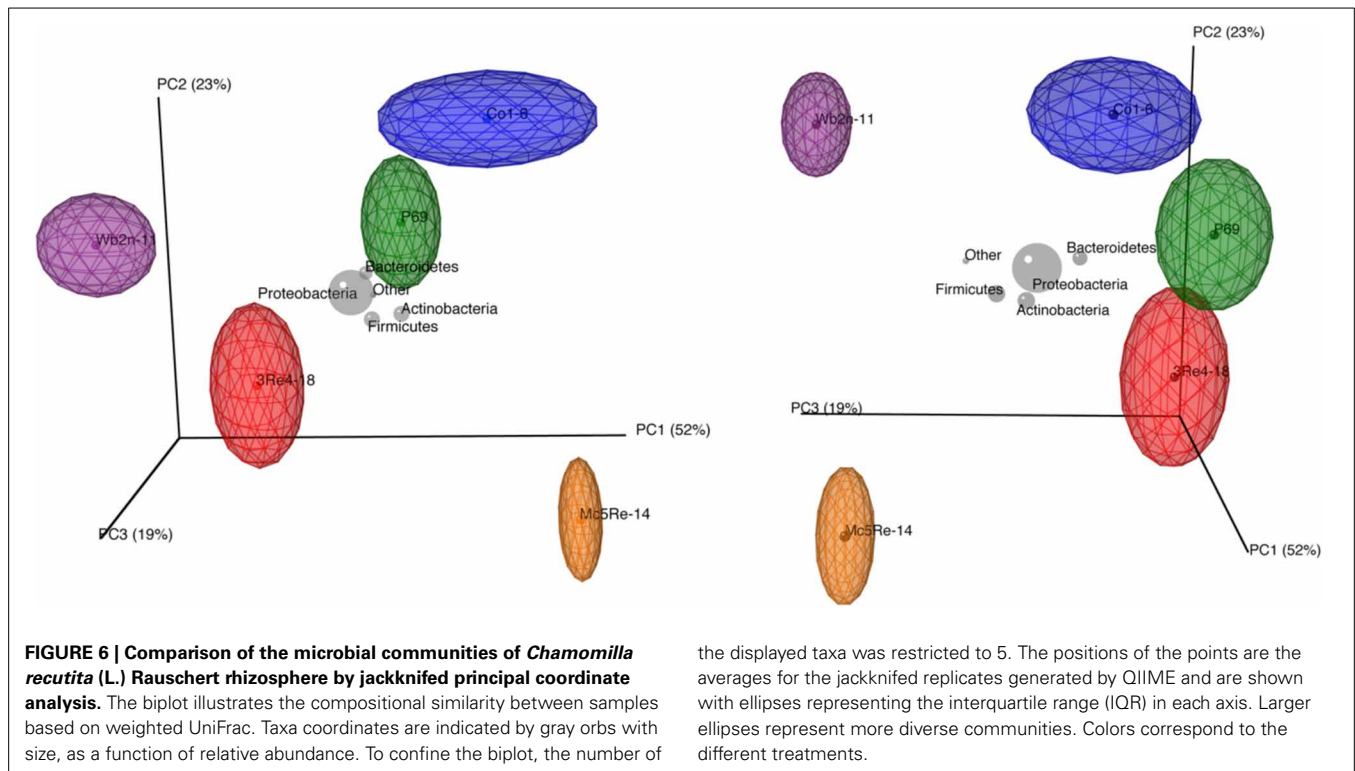 PC2 (23%)
Co1-6
Wb2n-11
P69
Bacteroidetes
Proteobacteria
Other
Actinobacteria
Firmicutes
3Re4-18
PC1 (52%)
Mc5Re-14
PC3 (19%)
PC2 (23%)
Co1-6
Wb2n-11
P69
Bacteroidetes
Other
Proteobacteria
Firmicutes
Actinobacteria
3Re4-18
PC3 (19%)
Mc5Re-14
PC1 (52%)
FIGURE 6 | Comparison of the microbial communities of Chamomilla
recutita (L.) Rauschert rhizosphere by jackknifed principal coordinate
analysis. The biplot illustrates the compositional similarity between samples
based on weighted UniFrac. Taxa coordinates are indicated by gray orbs with
size, as a function of relative abundance. To confine the biplot, the number of
the displayed taxa was restricted to 5. The positions of the points are the
averages for the jackknifed replicates generated by QIIME and are shown
with ellipses representing the interquartile range (IQR) in each axis. Larger
ellipses represent more diverse communities. Colors correspond to the
different treatments.